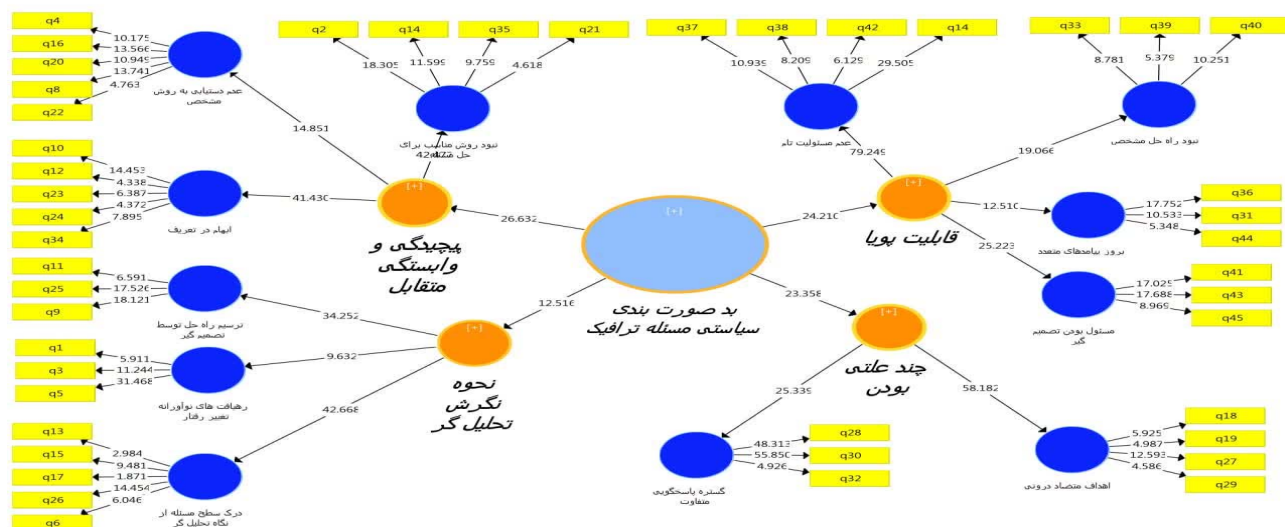 q4
q16
q20
q8
q22
10.175
13.566
10.949
13.741
4.763
عدم دستیابی به روش
مشخص
q2
q14
q35
q21
18.305
11.599
9.759
4.618
نبود روش مناسب برای
حل مسئله
q37
q38
q42
q14
10.939
8.209
6.129
29.505
عدم مسئولیت تام
q33
q39
q40
8.781
5.379
10.251
نبود راه حل مشخص
14.851
79.249
19.066
q10
q12
q23
q24
q34
14.453
4.338
6.387
4.372
7.895
ابهام در تعریف
41.430
[+]
پیچیدگی و
وابستگی
متقابل
26.632
[+]
بد صورت بندی
سیاستی مسئله ترافیک
24.210
[+]
قابلیت پویا
12.510
q36
q31
q44
17.752
10.533
5.348
بروز پیامدهای متعدد
25.223
q41
q43
q45
17.025
17.688
8.969
مسئول بودن تصمیم
گیر
q11
q25
q9
6.591
17.526
18.121
ترسیم راه حل توسط
تصمیم گیر
34.252
12.516
23.358
q1
q3
q5
5.911
11.244
31.468
رهیافت های نوآورانه
تغییر رفتار
9.632
[+]
نحوه
نگرش
تحلیل گر
[+]
چند علتی
بودن
q13
q15
q17
q26
q6
2.984
9.481
1.871
14.454
6.046
درک سطح مسئله از
نگاه تحلیل گر
42.668
25.339
58.182
q28
q30
q32
48.313
55.850
4.926
گستره پاسخگویی
متفاوت
q18
q19
q27
q29
5.925
4.987
12.593
4.586
اهداف متضاد درونی